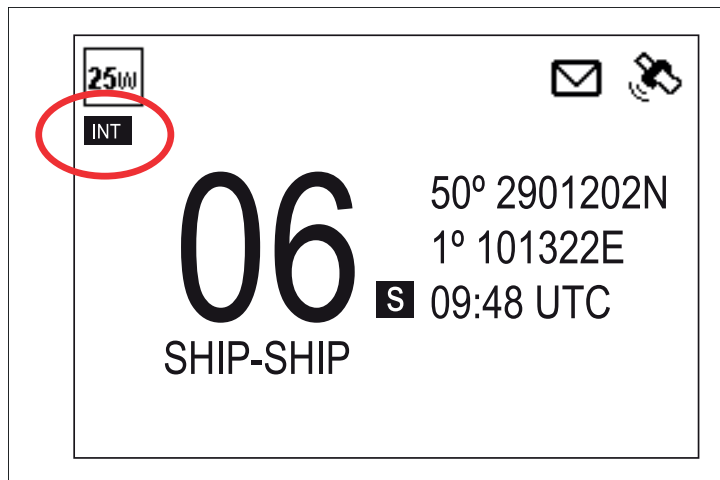 25W
INT
06
50º 2901202N
1º 101322E
S 09:48 UTC
SHIP-SHIP